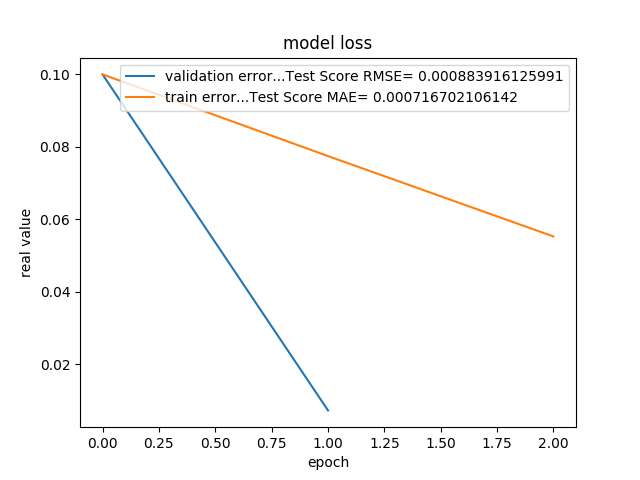 model loss
validation error...Test Score RMSE= 0.000883916125991
train error...Test Score MAE= 0.000716702106142
0.10
0.08
0.06
0.04
0.02
real value
0.00 0.25 0.50 0.75 1.00 1.25 1.50 1.75 2.00
epoch